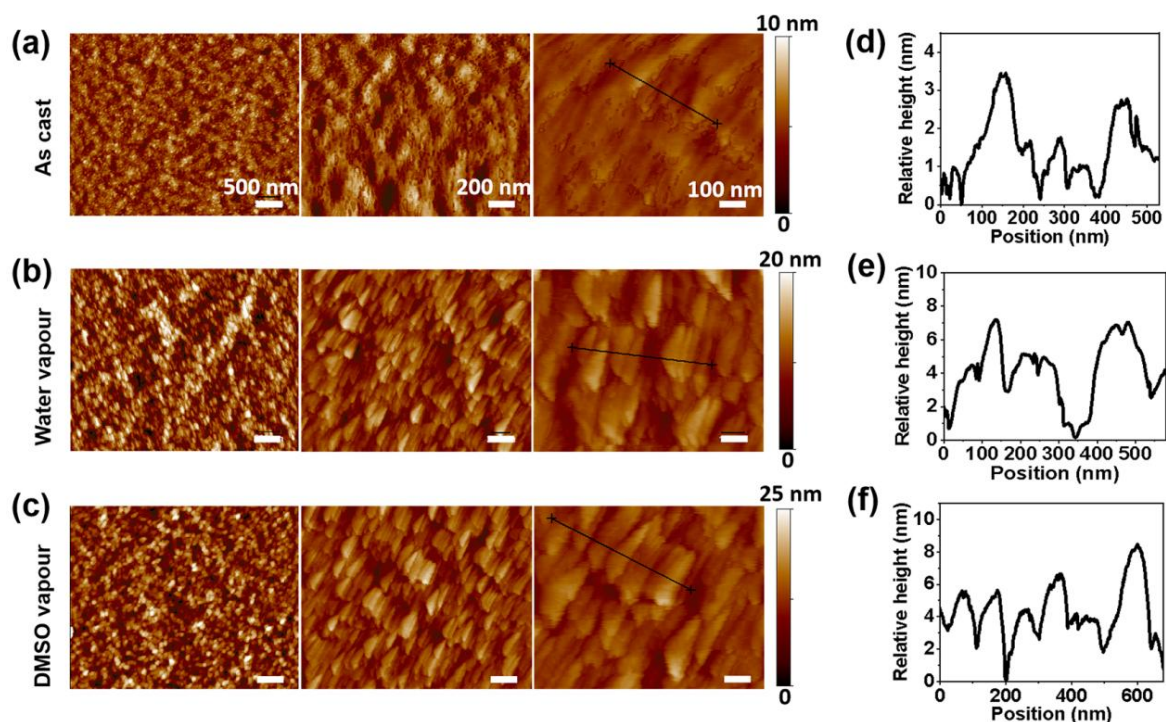 (a)
As cast
500 nm
200 nm
100 nm
10 nm
0
(d)
Relative height (nm)
4
3
2
1
0
100 200 300 400 500
Position (nm)
(b)
Water vapour
20 nm
0
(e)
Relative height (nm)
10
8
6
4
2
0
0 100 200 300 400 500
Position (nm)
(c)
DMSO vapour
25 nm
0
(f)
Relative height (nm)
10
8
6
4
2
0
0 200 400 600
Position (nm)